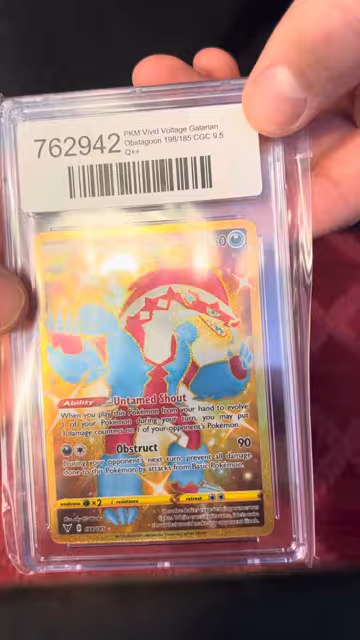 762942
PKM Vivid Voltage Galarian
Obstagoon 198/185 CGC 9.5
Q++
0
Ability Untamed Shout
When you play this Pokémon from your hand to evolve
1 of your Pokémon during your turn, you may put
3 damage counters on 1 of your opponent's Pokémon.
Obstruct 90
During your opponent's next turn, prevent all damage
done to this Pokémon by attacks from Basic Pokémon.
weakness ×2 resistance retreat
198/185